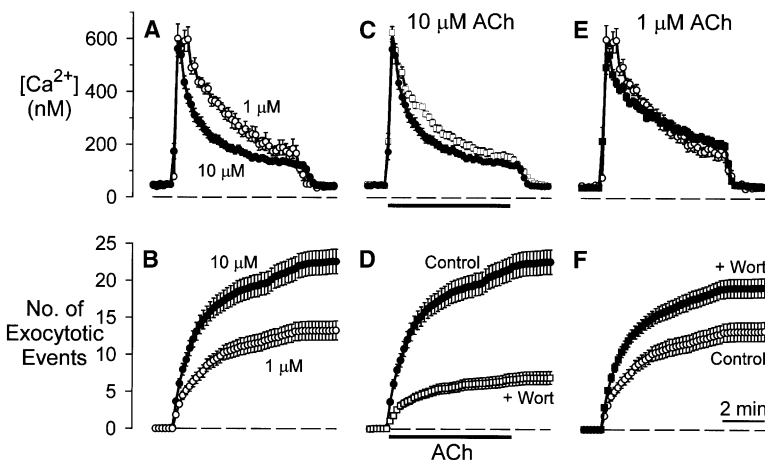 A
C
10 µM ACh
E
1 µM ACh
[Ca2+]
(nM)
600
400
200
0
1 µM
10 µM
B
D
F
No. of
Exocytotic
Events
25
20
15
10
5
0
10 µM
1 µM
Control
+ Wort
ACh
+ Wort
Control
2 min